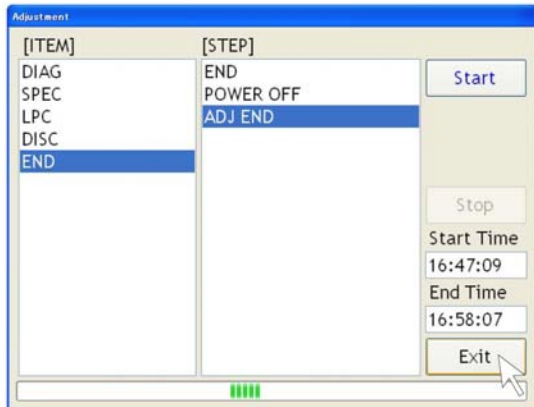 Adjustment
[ITEM]
DIAG
SPEC
LPC
DISC
END
[STEP]
END
POWER OFF
ADJ END
Start
Stop
Start Time
16:47:09
End Time
16:58:07
Exit